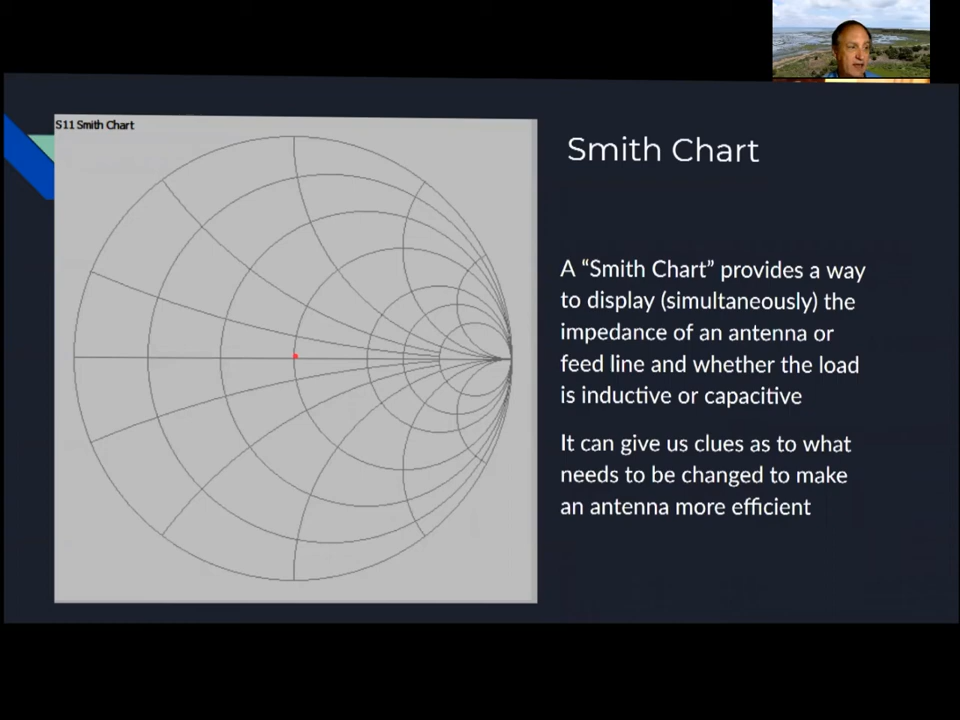 S11 Smith Chart
Smith Chart
A “Smith Chart” provides a way
to display (simultaneously) the
impedance of an antenna or
feed line and whether the load
is inductive or capacitive
It can give us clues as to what
needs to be changed to make
an antenna more efficient